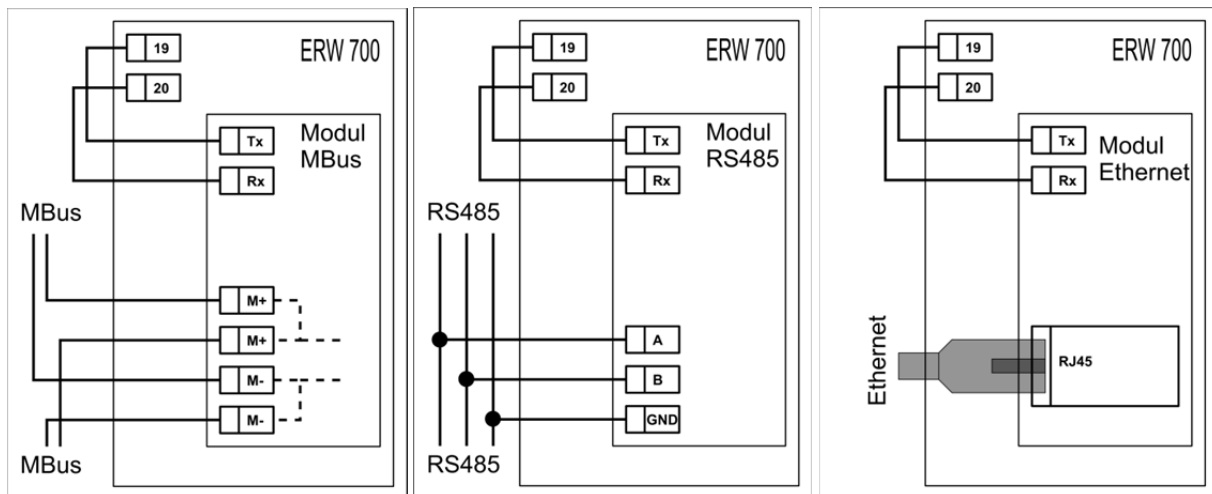 19
ERW 700
20
Tx
Modul
MBus
Rx
MBus
M+
M+
M-
M-
MBus
19
ERW 700
20
Tx
Modul
RS485
Rx
RS485
A
B
GND
RS485
19
ERW 700
20
Tx
Modul
Ethernet
Rx
Ethernet
RJ45